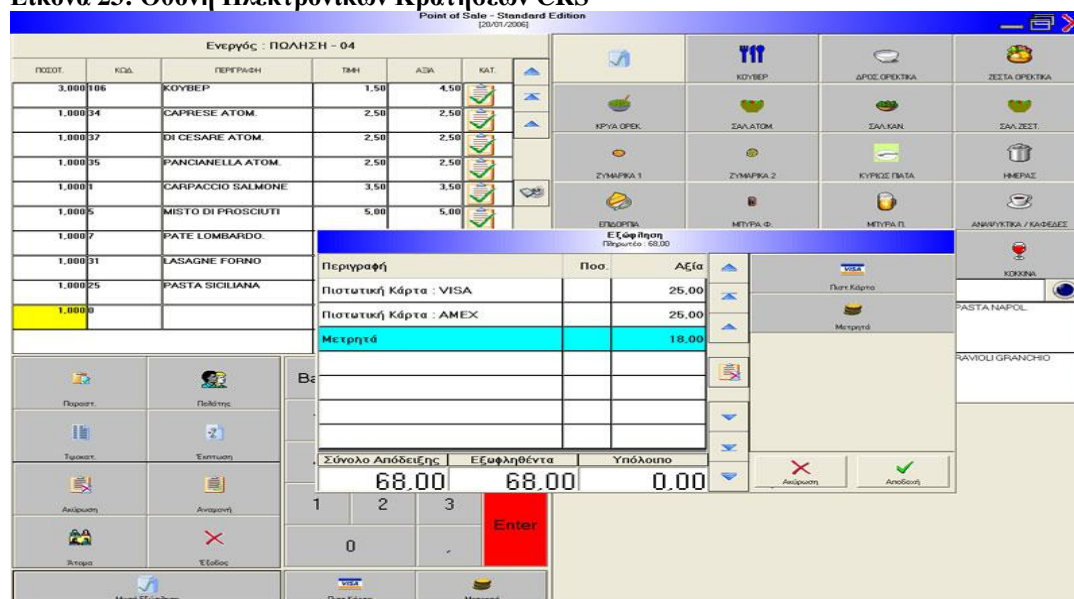 Εικόνα 25: Οθόνη Ηλεκτρονικών Κρατήσεων CRS
Point of Sale - Standard Edition
[20/01/2006]
Ενεργός : ΠΩΛΗΣΗ - 04
ΠΟΣΟΤ. ΚΩΔ. ΠΕΡΙΓΡΑΦΗ ΤΙΜΗ ΑΞΙΑ ΚΑΤ.
3,000 106 ΚΟΥΒΕΡ 1,50 4,50
1,000 34 CAPRESE ATOM. 2,50 2,50
1,000 37 DI CESARE ATOM. 2,50 2,50
1,000 35 PANCIANELLA ATOM. 2,50 2,50
1,000 1 CARPACCIO SALMONE 3,50 3,50
1,000 5 MISTO DI PROSCIUTI 5,00 5,00
1,000 7 PATE LOMBARDO.
1,000 31 LASAGNE FORNO
1,000 25 PASTA SICILIANA
1,000 0
ΚΟΥΒΕΡ ΔΡΟΣ.ΟΡΕΚΤΙΚΑ ΖΕΣΤΑ ΟΡΕΚΤΙΚΑ
ΚΡΥΑ ΟΡΕΚ. ΣΑΛ.ΑΤΟΜ. ΣΑΛ.ΚΑΝ. ΣΑΛ.ΖΕΣΤ.
ΖΥΜΑΡΙΚΑ 1 ΖΥΜΑΡΙΚΑ 2 ΚΥΡΙΩΣ ΠΙΑΤΑ ΗΜΕΡΑΣ
ΕΠΙΔΟΡΠΙΑ ΜΠΥΡΑ Φ. ΜΠΥΡΑ Π. ΑΝΑΨΥΚΤΙΚΑ / ΚΑΦΕΔΕΣ
ΚΟΚΚΙΝΑ
PASTA NAPOL.
RAVIOLI GRANCHIO
Εξόφληση
Πληρωτέο : 68,00
Περιγραφή Ποσ. Αξία
Πιστωτική Κάρτα : VISA 25,00
Πιστωτική Κάρτα : AMEX 25,00
Μετρητά 18,00
Σύνολο Απόδειξης Εξωφληθέντα Υπόλοιπο
68,00 68,00 0,00
VISA
Πιστ.Κάρτα
Μετρητά
Ακύρωση Αποδοχή
Παραστ. Πελάτης
Τιμοκατ. Έκπτωση
Ακύρωση Αναμονή
Άτομα Έξοδος
Ba
1 2 3
Enter
0 ,
VISA